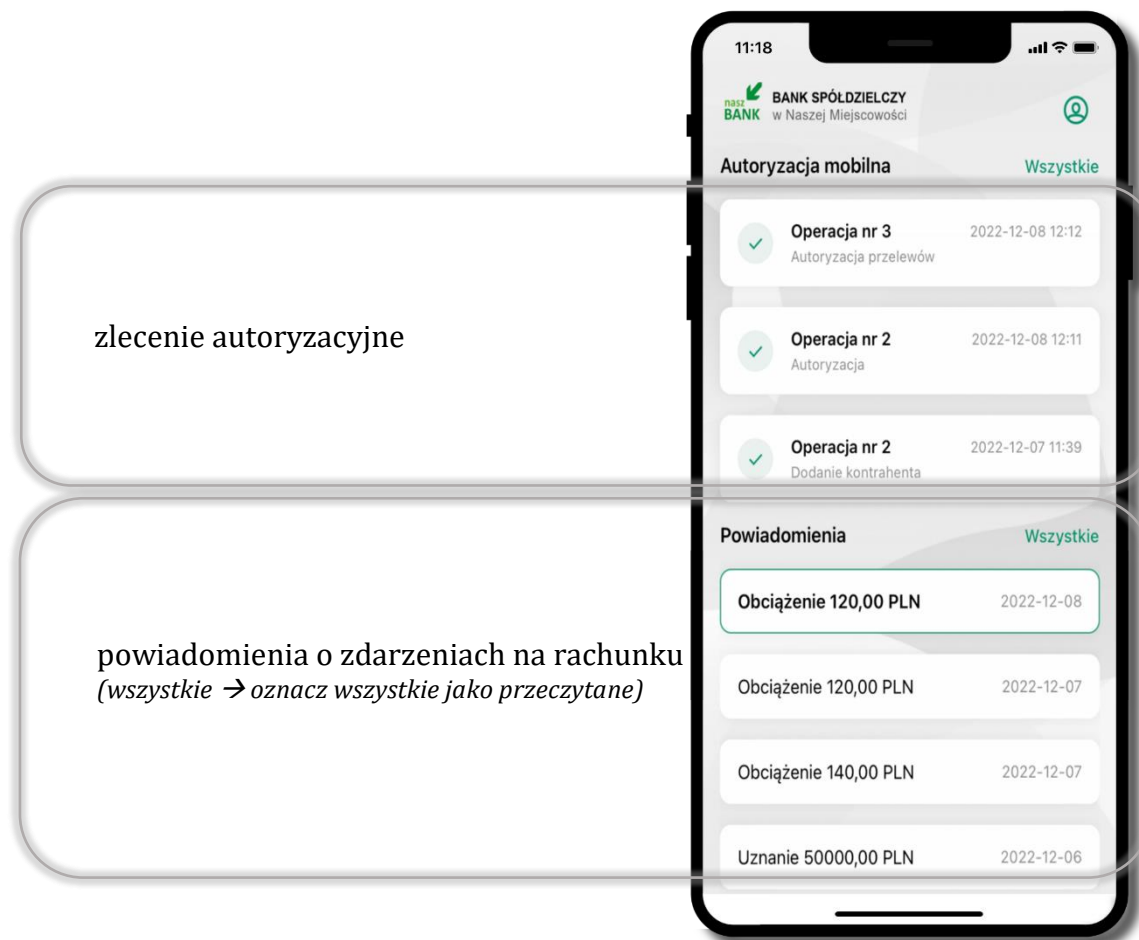 11:18
nasz BANK
BANK SPÓŁDZIELCZY
w Naszej Miejscowości
Autoryzacja mobilna Wszystkie
Operacja nr 3 2022-12-08 12:12
Autoryzacja przelewów
zlecenie autoryzacyjne
Operacja nr 2 2022-12-08 12:11
Autoryzacja
Operacja nr 2 2022-12-07 11:39
Dodanie kontrahenta
Powiadomienia Wszystkie
Obciążenie 120,00 PLN 2022-12-08
powiadomienia o zdarzeniach na rachunku
(wszystkie → oznacz wszystkie jako przeczytane)
Obciążenie 120,00 PLN 2022-12-07
Obciążenie 140,00 PLN 2022-12-07
Uznanie 50000,00 PLN 2022-12-06